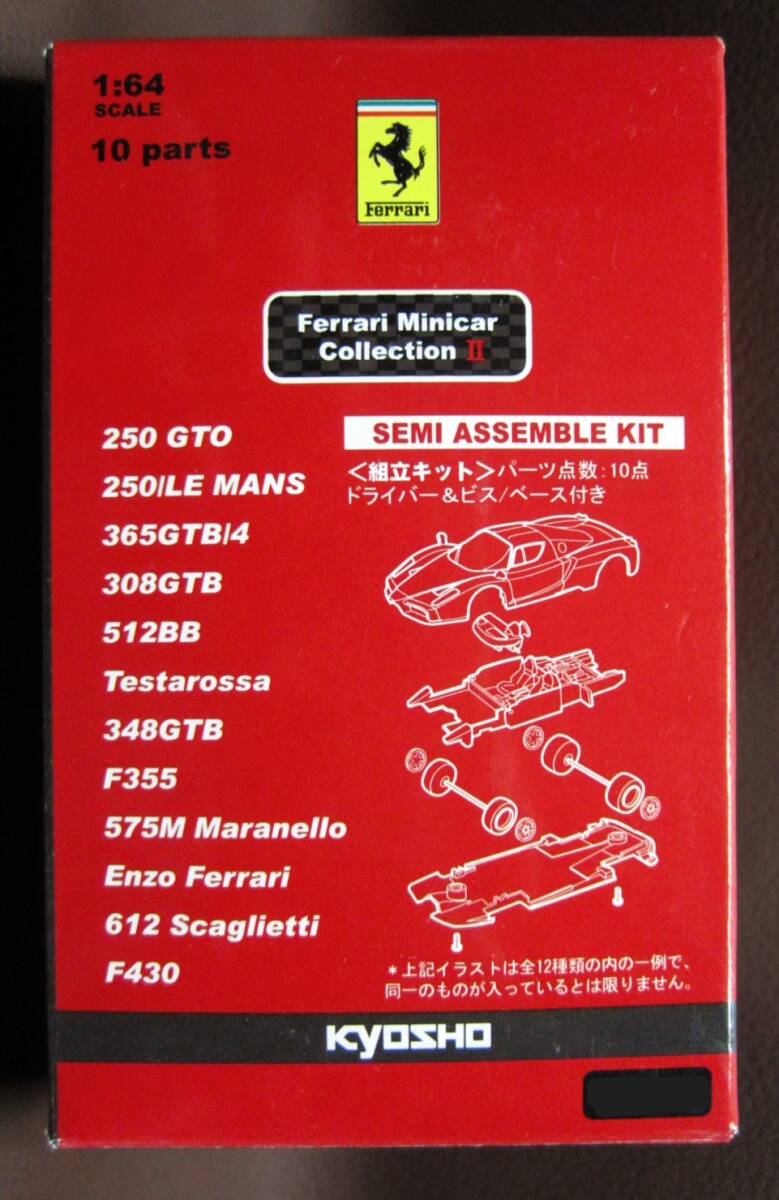 1:64
SCALE
10 parts
Ferrari
Ferrari Minicar
Collection II
250 GTO
250/LE MANS
365GTB/4
308GTB
512BB
Testarossa
348GTB
F355
575M Maranello
Enzo Ferrari
612 Scaglietti
F430
SEMI ASSEMBLE KIT
＜組立キット＞パーツ点数：10点
ドライバー＆ビス/ベース付き
＊上記イラストは全12種類の内の一例で、
同一のものが入っているとは限りません。
KYOSHO